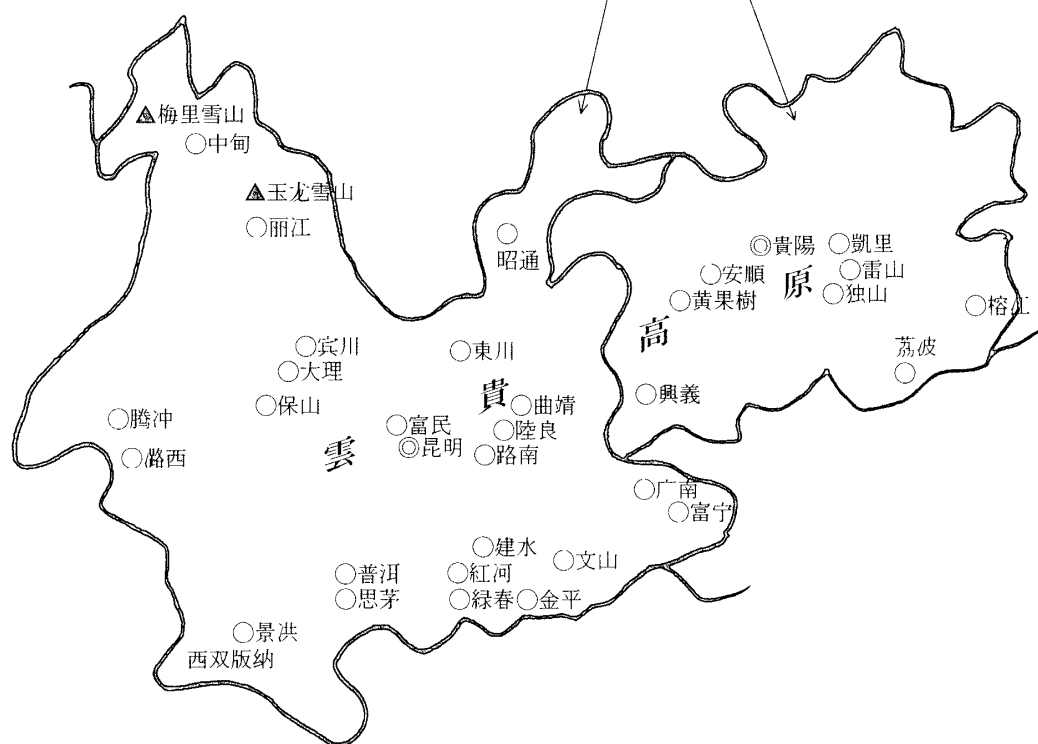 梅里雪山
中甸
玉龙雪山
丽江
昭通
貴陽
凱里
安順
雷山
黃果樹
独山
榕江
荔波
興義
宾川
大理
保山
腾冲
潞西
東川
曲靖
富民
陸良
昆明
路南
雲貴高原
广南
富宁
建水
文山
普洱
紅河
思茅
緑春
金平
景洪
西双版納